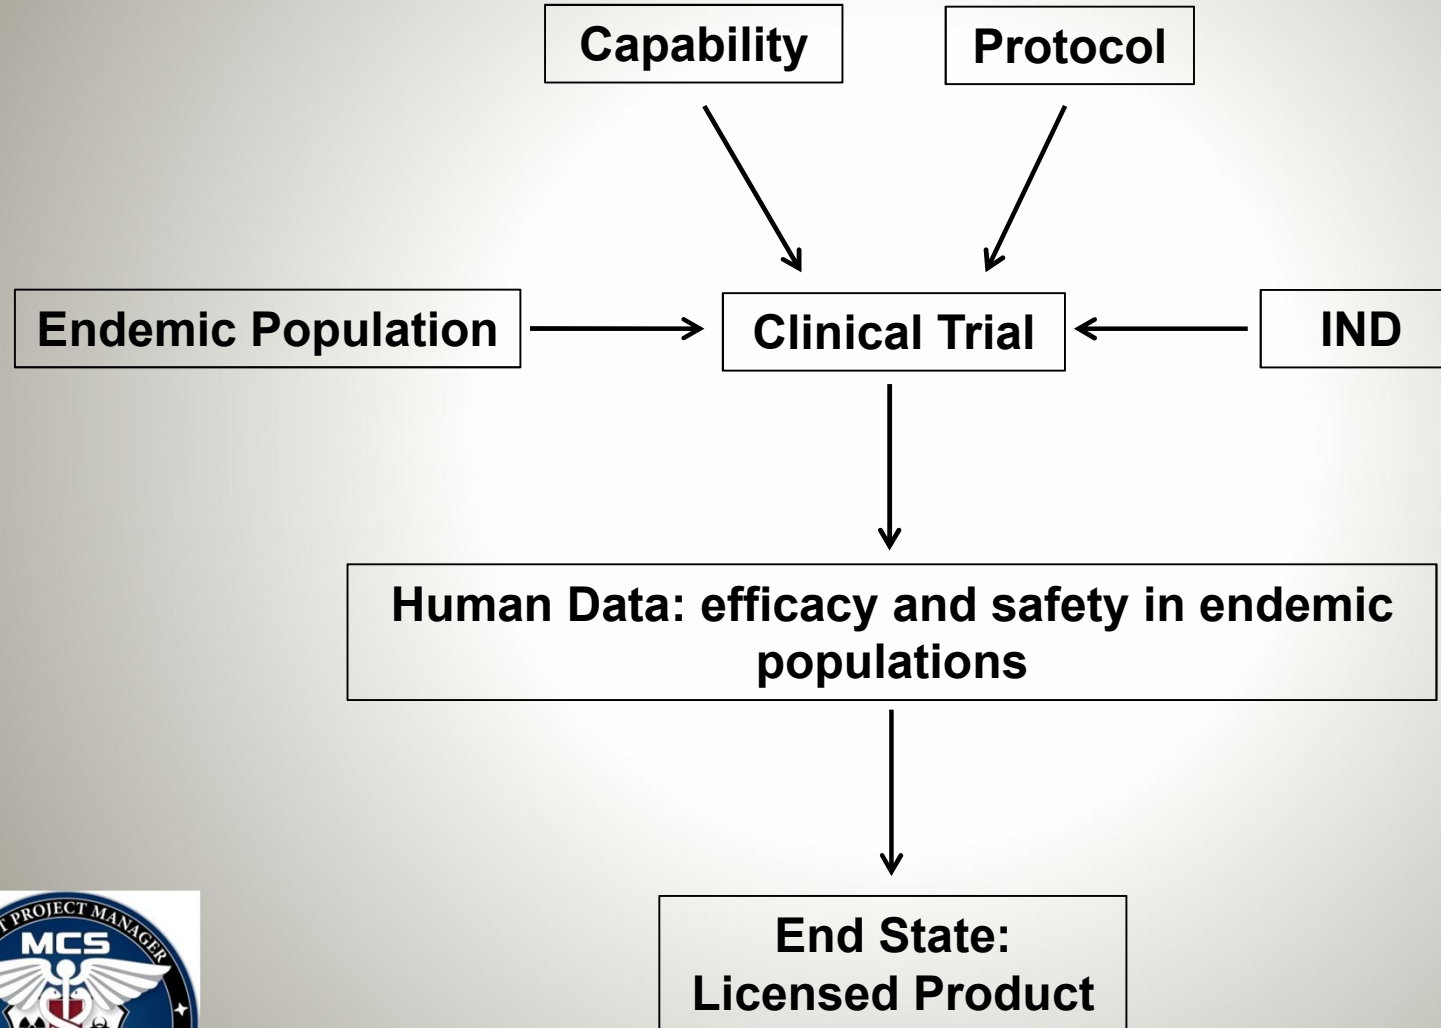 Capability
Protocol
Endemic Population
Clinical Trial
IND
Human Data: efficacy and safety in endemic
populations
End State:
Licensed Product
PROJECT MANAGER
MCS